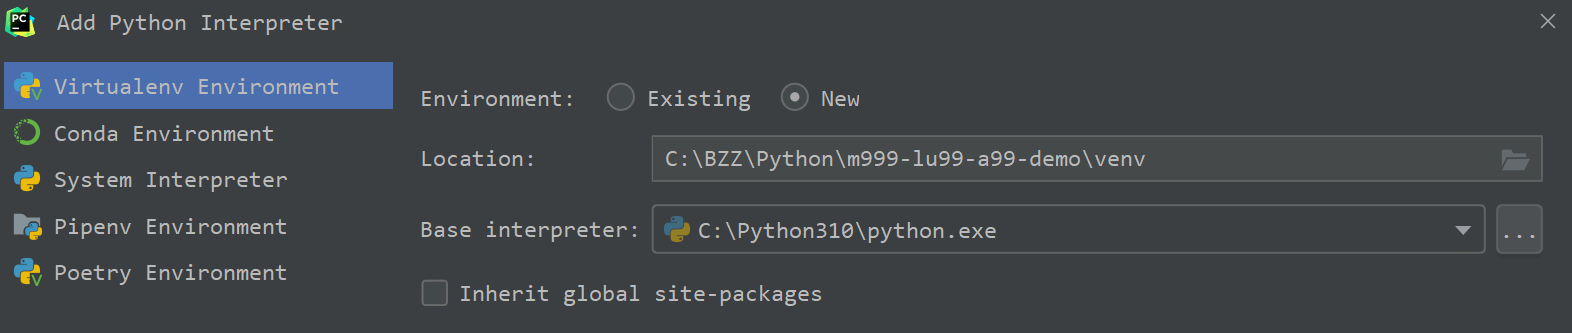 PC Add Python Interpreter
Virtualenv Environment
Conda Environment
System Interpreter
Pipenv Environment
Poetry Environment
Environment: Existing New
Location: C:\BZZ\Python\m999-lu99-a99-demo\venv
Base interpreter: C:\Python310\python.exe ...
Inherit global site-packages